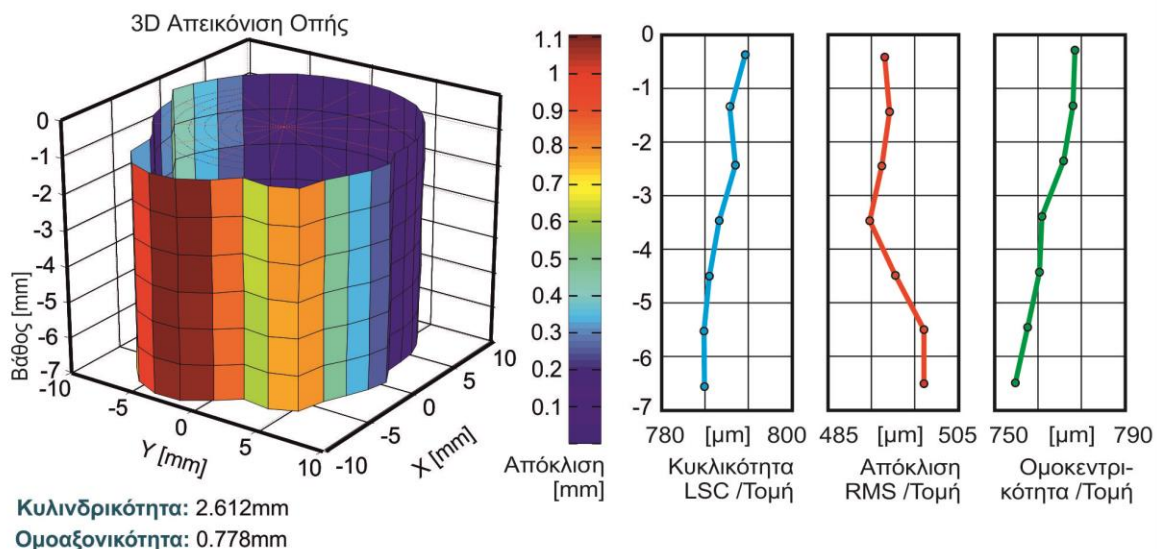 3D Απεικόνιση Οπής
0
-1
-2
-3
-4
-5
-6
-7
Βάθος [mm]
-10
-5
0
5
10
Y [mm]
-10
-5
0
5
10
X [mm]
1.1
1
0.9
0.8
0.7
0.6
0.5
0.4
0.3
0.2
0.1
Απόκλιση
[mm]
0
-1
-2
-3
-4
-5
-6
-7
780 [μm] 800
Κυκλικότητα
LSC /Τομή
485 [μm] 505
Απόκλιση
RMS /Τομή
750 [μm] 790
Ομοκεντρι-
κότητα /Τομή
Κυλινδρικότητα: 2.612mm
Ομοαξονικότητα: 0.778mm